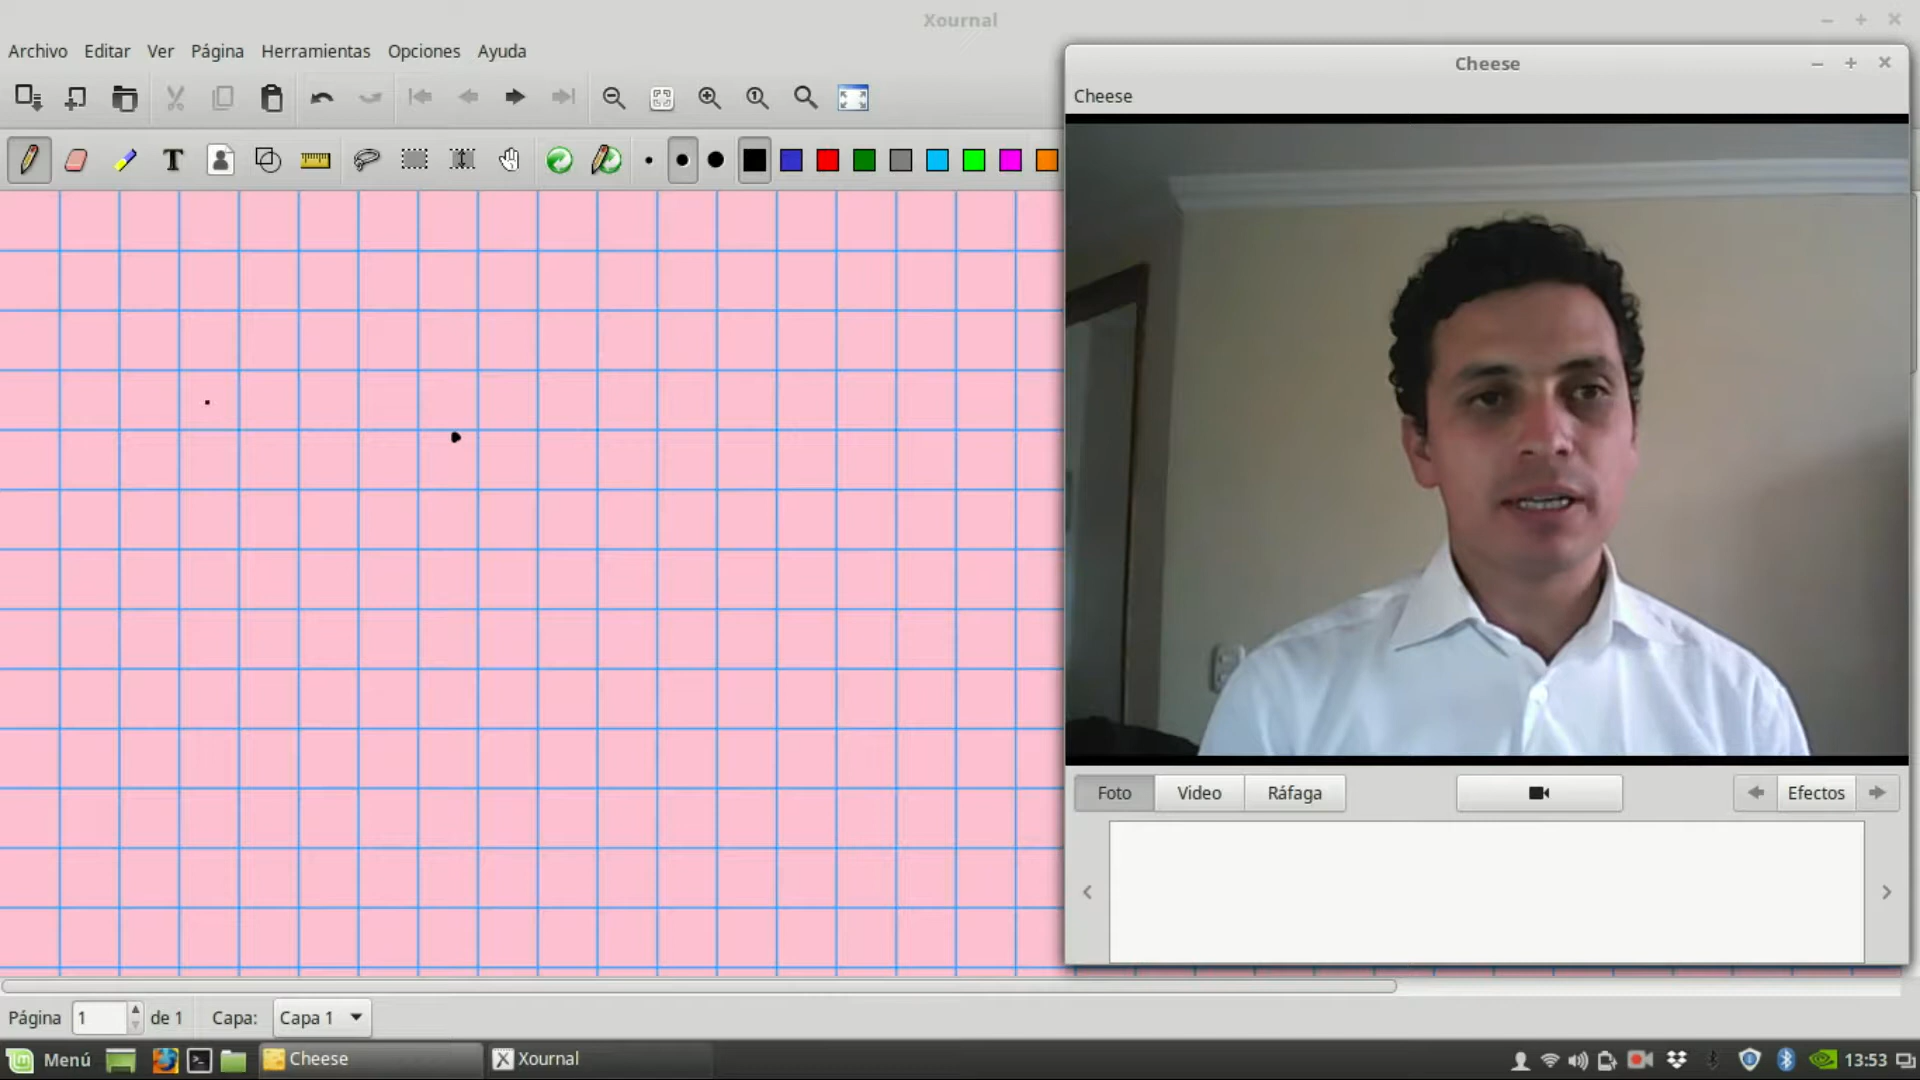 Xournal
Archivo Editar Ver Página Herramientas Opciones Ayuda
T
Cheese
Cheese
Foto Video Ráfaga Efectos
Página 1 de 1 Capa: Capa 1
Menú Cheese Xournal 13:53